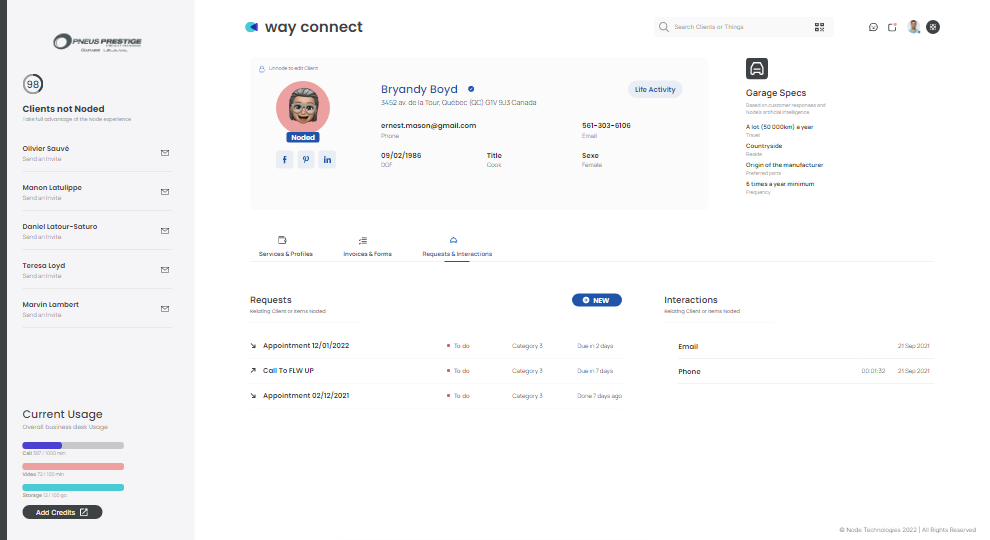 PNEUS PRESTIGE
98
Clients not Noded
Take full advantage of the Node experience
Olivier Sauvé
Send an Invite
Manon Latulippe
Send an Invite
Daniel Latour-Saturo
Send an Invite
Teresa Loyd
Send an Invite
Marvin Lambert
Send an Invite
Current Usage
Overall business desk Usage
Call 587 / 1000 min
Video 72 / 100 min
Storage 12 / 100 go
Add Credits
way connect
Search Clients or Things
Unnode to edit Client
Noded
Bryandy Boyd
3452 av. de la Tour, Québec (QC) G1V 9J3 Canada
Life Activity
ernest.mason@gmail.com
Phone
561-303-6106
Email
09/02/1986
DOF
Title
Cook
Sexe
Female
Garage Specs
Based on customer responses and
Node's artificial intelligence.
A lot (50 000km) a year
Travel
Countryside
Reside
Origin of the manufacturer
Preferred parts
6 times a year minimum
Frequency
Services & Profiles
Invoices & Forms
Requests & Interactions
Requests
Relating Client or Items Noded
NEW
Appointment 12/01/2022 To do Category 3 Due in 2 days
Call To FLW UP To do Category 3 Due in 7 days
Appointment 02/12/2021 To do Category 3 Done 7 days ago
Interactions
Relating Client or Items Noded
Email 21 Sep 2021
Phone 00:01:32 21 Sep 2021
© Node Technologies 2022 | All Rights Reserved